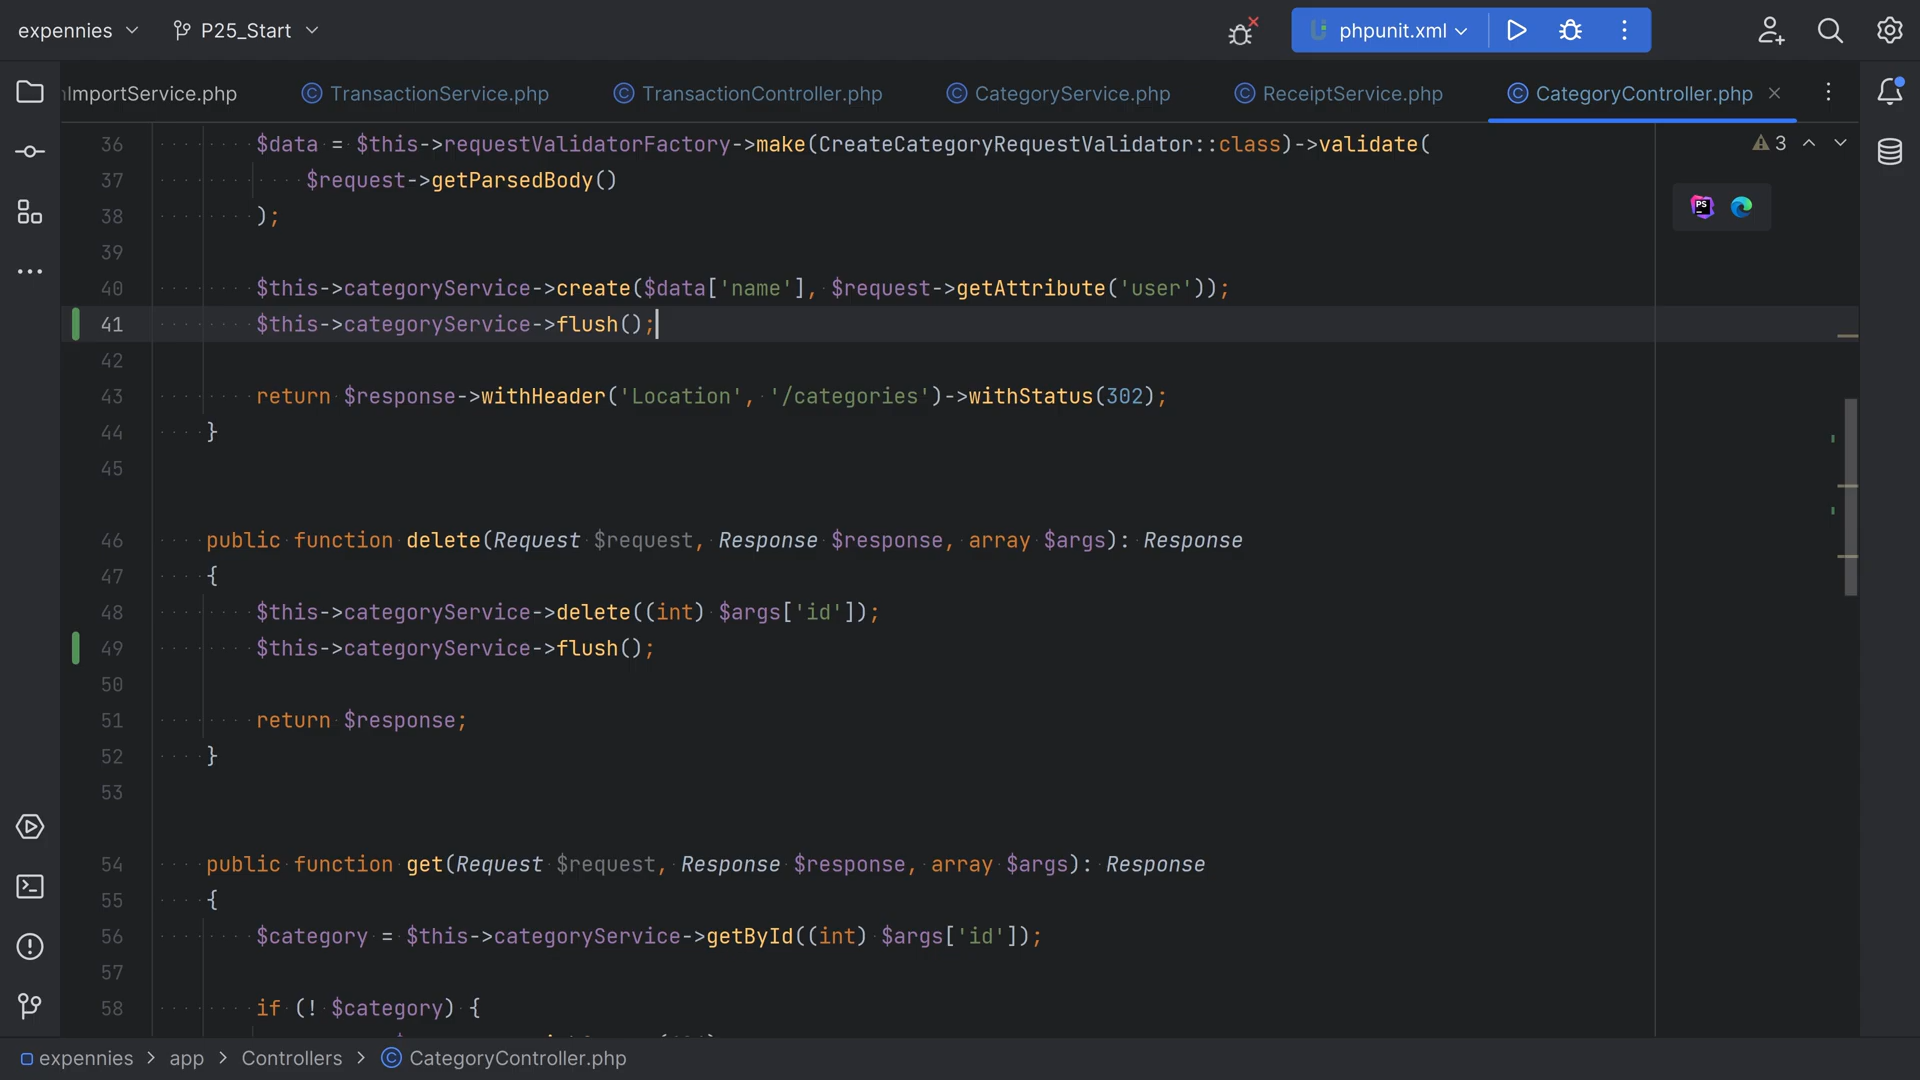 expennies
P25_Start
phpunit.xml
ImportService.php
TransactionService.php
TransactionController.php
CategoryService.php
ReceiptService.php
CategoryController.php
3
PS
36 $data = $this->requestValidatorFactory->make(CreateCategoryRequestValidator::class)->validate(
37 $request->getParsedBody()
38 );
39
40 $this->categoryService->create($data['name'], $request->getAttribute('user'));
41 $this->categoryService->flush();
42
43 return $response->withHeader('Location', '/categories')->withStatus(302);
44 }
45
46 public function delete(Request $request, Response $response, array $args): Response
47 {
48 $this->categoryService->delete((int) $args['id']);
49 $this->categoryService->flush();
50
51 return $response;
52 }
53
54 public function get(Request $request, Response $response, array $args): Response
55 {
56 $category = $this->categoryService->getById((int) $args['id']);
57
58 if (! $category) {
expennies > app > Controllers > CategoryController.php